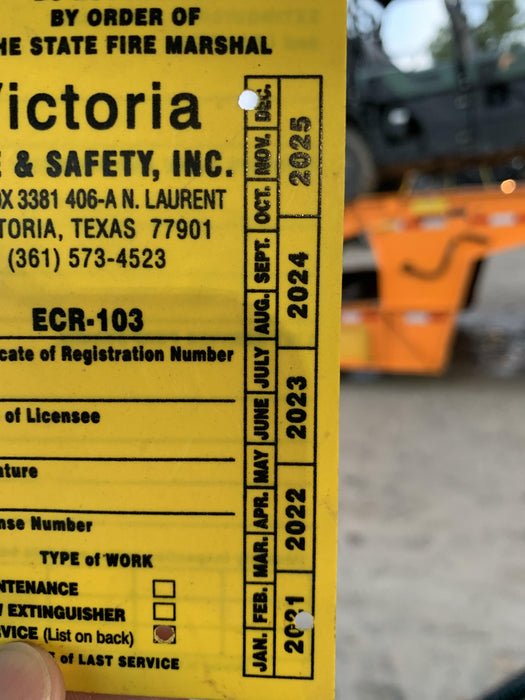 BY ORDER OF
HE STATE FIRE MARSHAL
Victoria
E & SAFETY, INC.
OX 3381 406-A N. LAURENT
TORIA, TEXAS 77901
(361) 573-4523
ECR-103
cate of Registration Number
of Licensee
ature
nse Number
TYPE of WORK
NTENANCE
EXTINGUISHER
VICE (List on back)
of LAST SERVICE
JAN. FEB. MAR. APR. MAY JUNE JULY AUG. SEPT. OCT. NOV. DEC.
2021 2022 2023 2024 2025